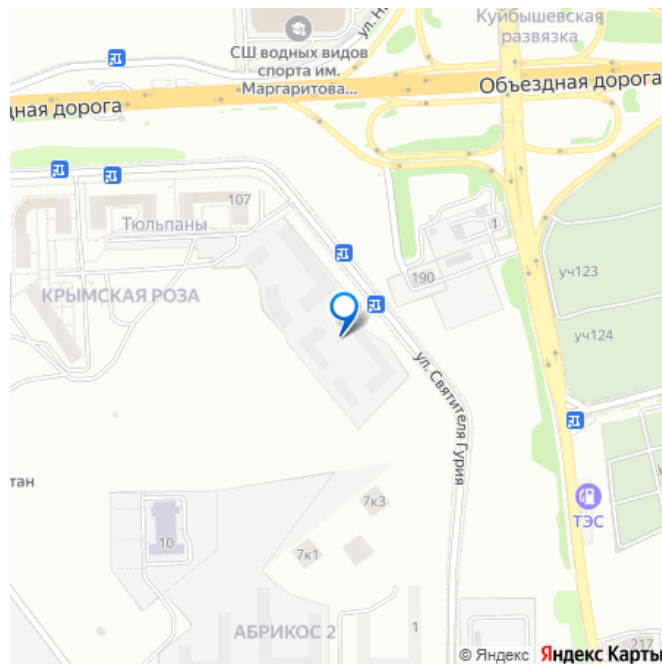 Куйбышевская
развязка
СШ водных видов
спорта им.
Маргаритова...
ул. Н
дная дорога
Объездная дорога
107
Тюльпаны
1
190
уч123
КРЫМСКАЯ РОЗА
уч124
ул. Святителя Гурия
тан
ТЭС
7к3
10
7к1
АБРИКОС 2
1
217
© Яндекс Яндекс Карты